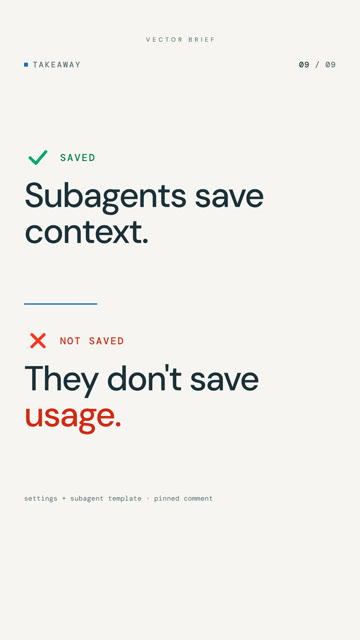 VECTOR BRIEF
TAKEAWAY 09 / 09
SAVED
Subagents save
context.
NOT SAVED
They don't save
usage.
settings + subagent template · pinned comment